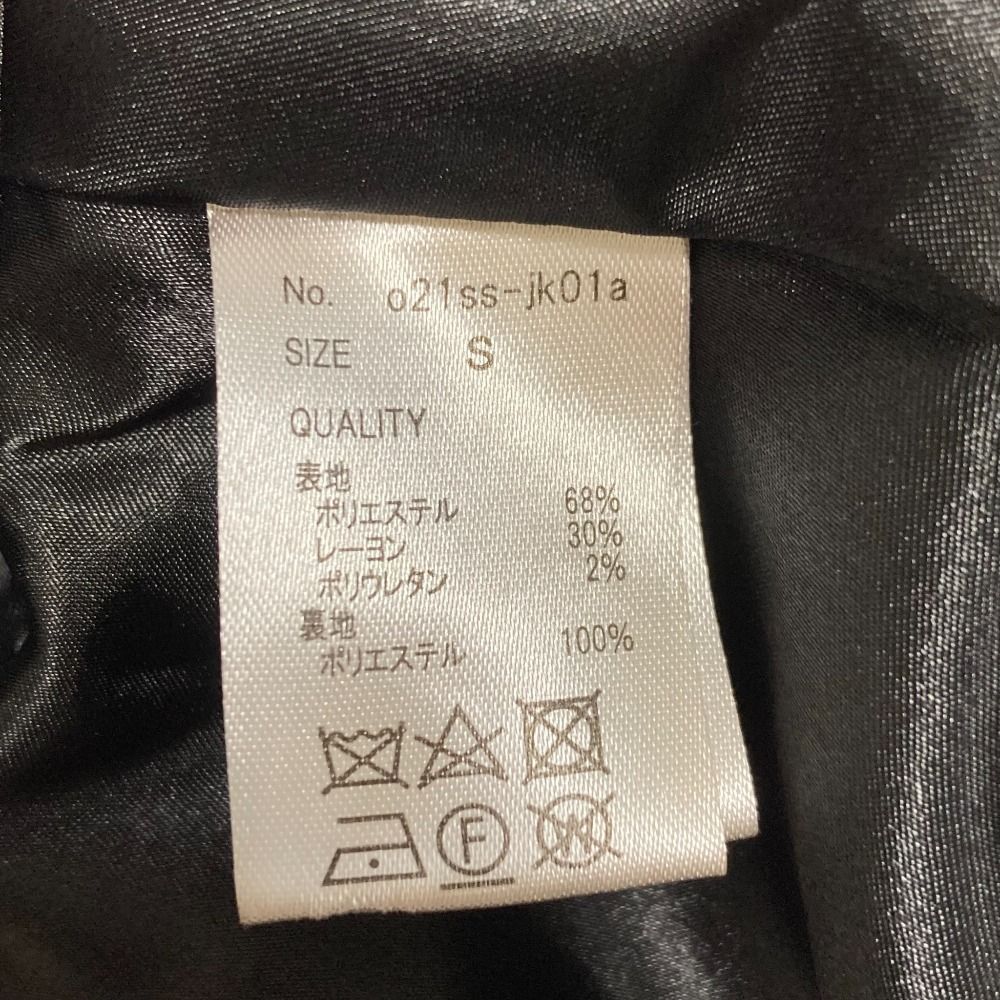 No. o21ss-jk01a
SIZE S
QUALITY
表地
ポリエステル 68%
レーヨン 30%
ポリウレタン 2%
裏地
ポリエステル 100%
F
W